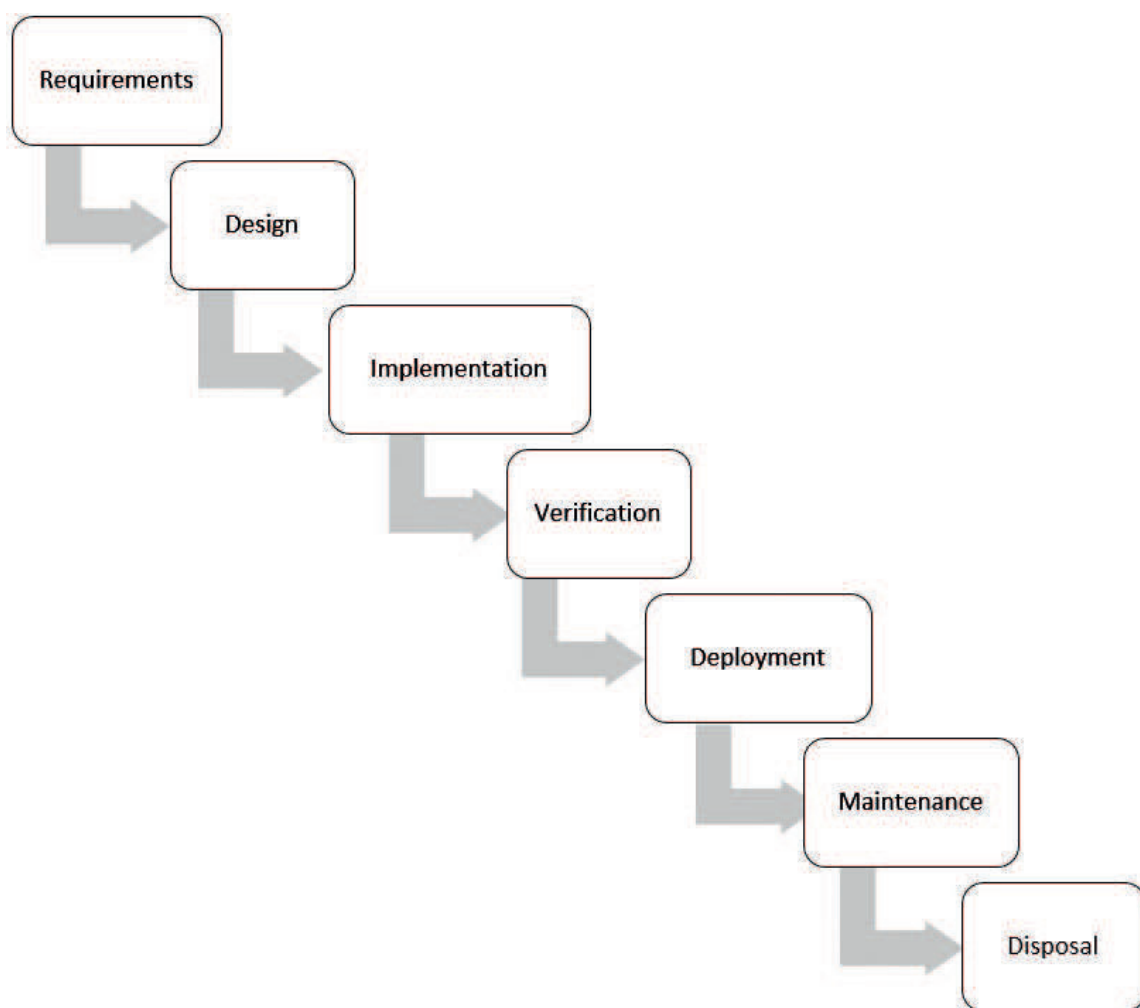 Requirements
Design
Implementation
Verification
Deployment
Maintenance
Disposal